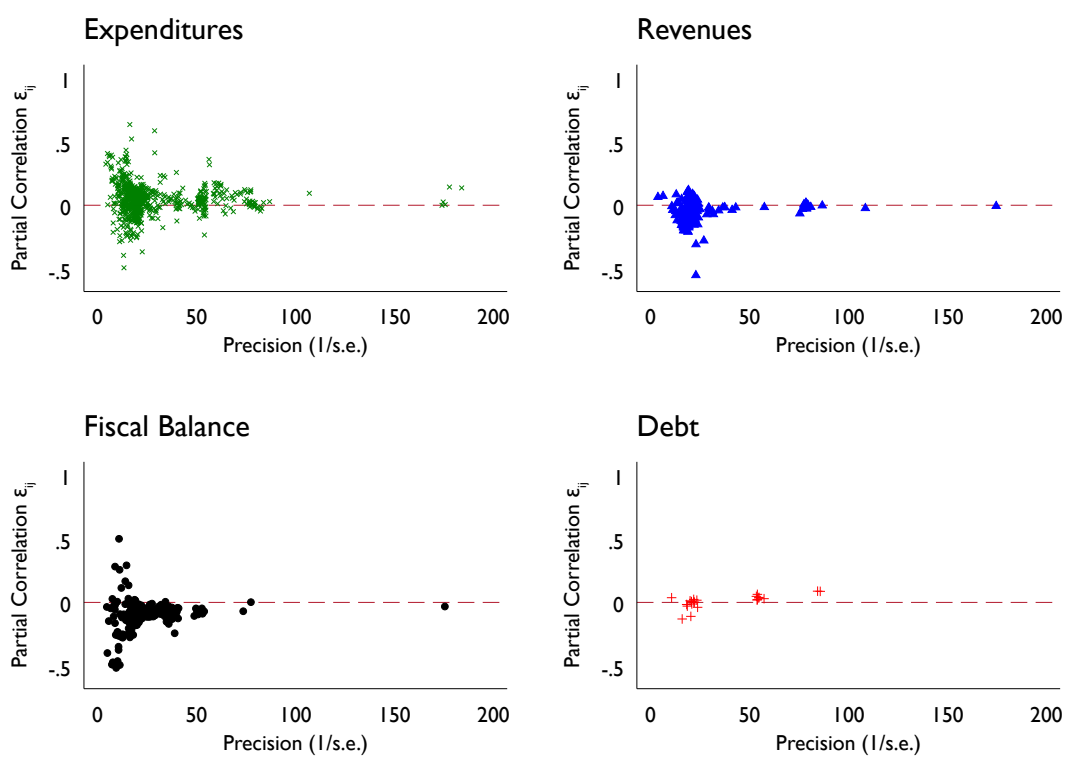 Expenditures
Partial Correlation εij
1
.5
0
-.5
0 50 100 150 200
Precision (1/s.e.)
Revenues
Partial Correlation εij
1
.5
0
-.5
0 50 100 150 200
Precision (1/s.e.)
Fiscal Balance
Partial Correlation εij
1
.5
0
-.5
0 50 100 150 200
Precision (1/s.e.)
Debt
Partial Correlation εij
1
.5
0
-.5
0 50 100 150 200
Precision (1/s.e.)